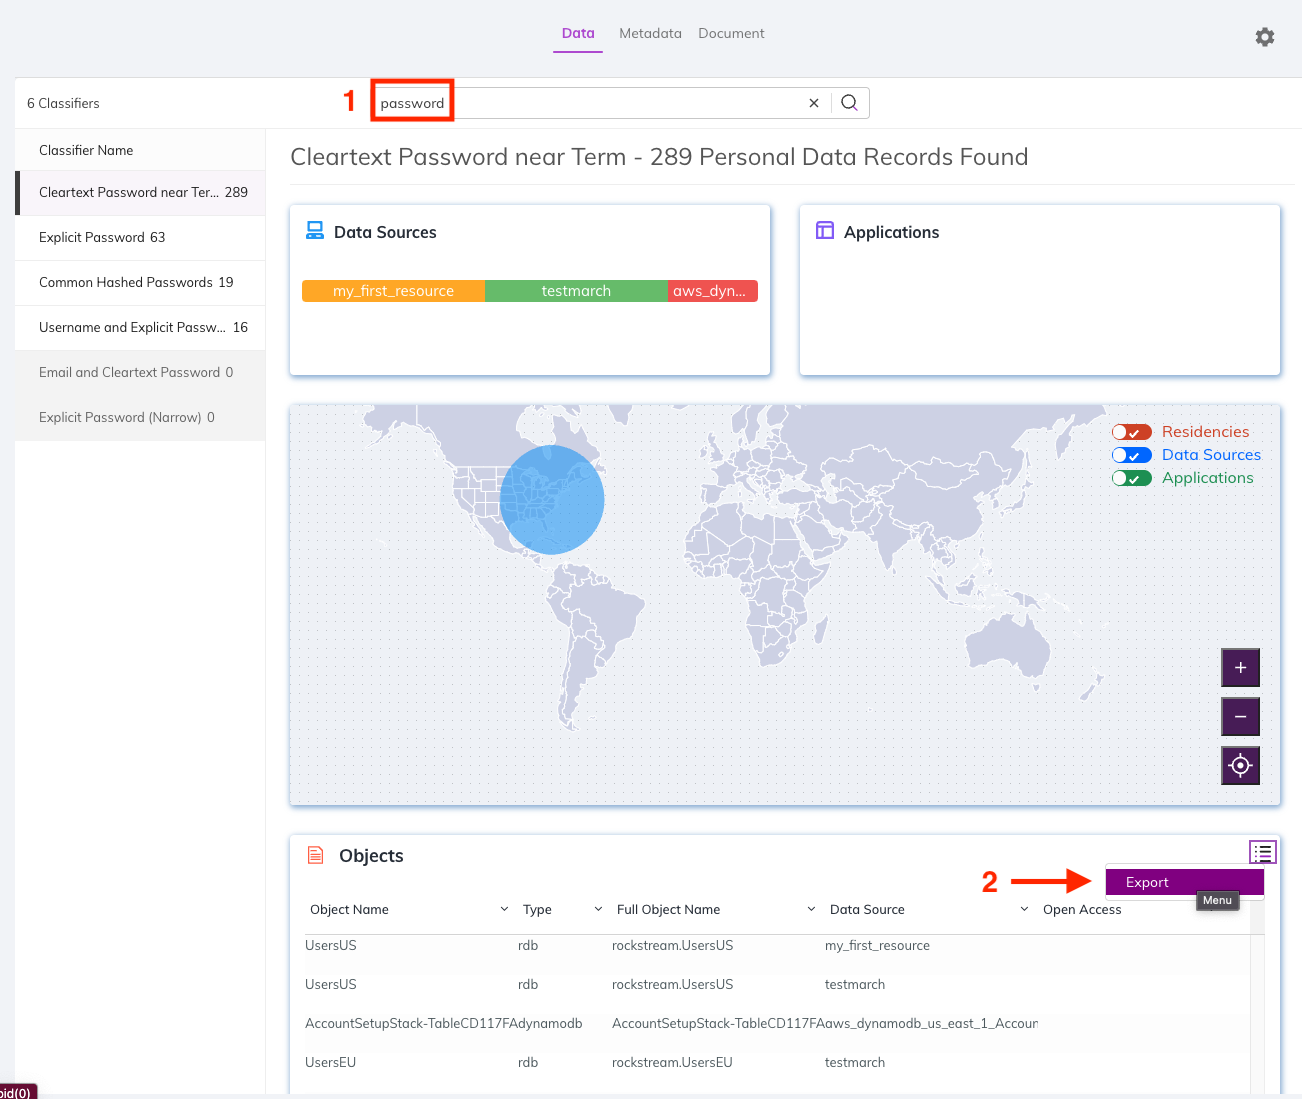 Data Metadata Document
6 Classifiers
1 password
Classifier Name
Cleartext Password near Ter... 289
Explicit Password 63
Common Hashed Passwords 19
Username and Explicit Passw... 16
Email and Cleartext Password 0
Explicit Password (Narrow) 0
Cleartext Password near Term - 289 Personal Data Records Found
Data Sources
my_first_resource testmarch aws_dyn...
Applications
Residencies
Data Sources
Applications
Objects
2 Export
Menu
Object Name Type Full Object Name Data Source Open Access
UsersUS rdb rockstream.UsersUS my_first_resource
UsersUS rdb rockstream.UsersUS testmarch
AccountSetupStack-TableCD117FA dynamodb AccountSetupStack-TableCD117FA aws_dynamodb_us_east_1_Accoun
UsersEU rdb rockstream.UsersEU testmarch
oid(0)